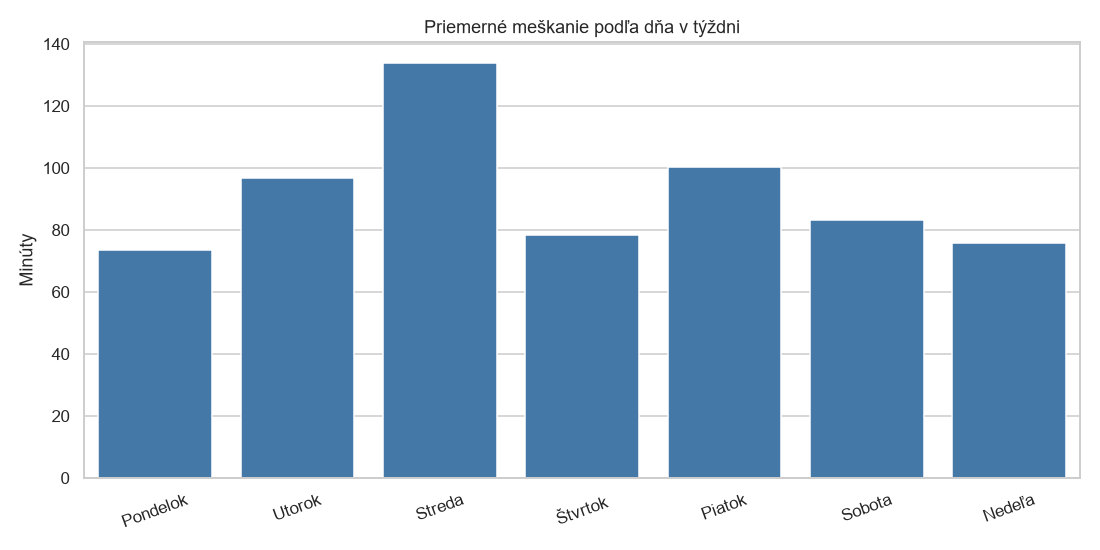 Priemerné meškanie podľa dňa v týždni
Minúty
140
120
100
80
60
40
20
0
Pondelok
Utorok
Streda
Štvrtok
Piatok
Sobota
Nedeľa